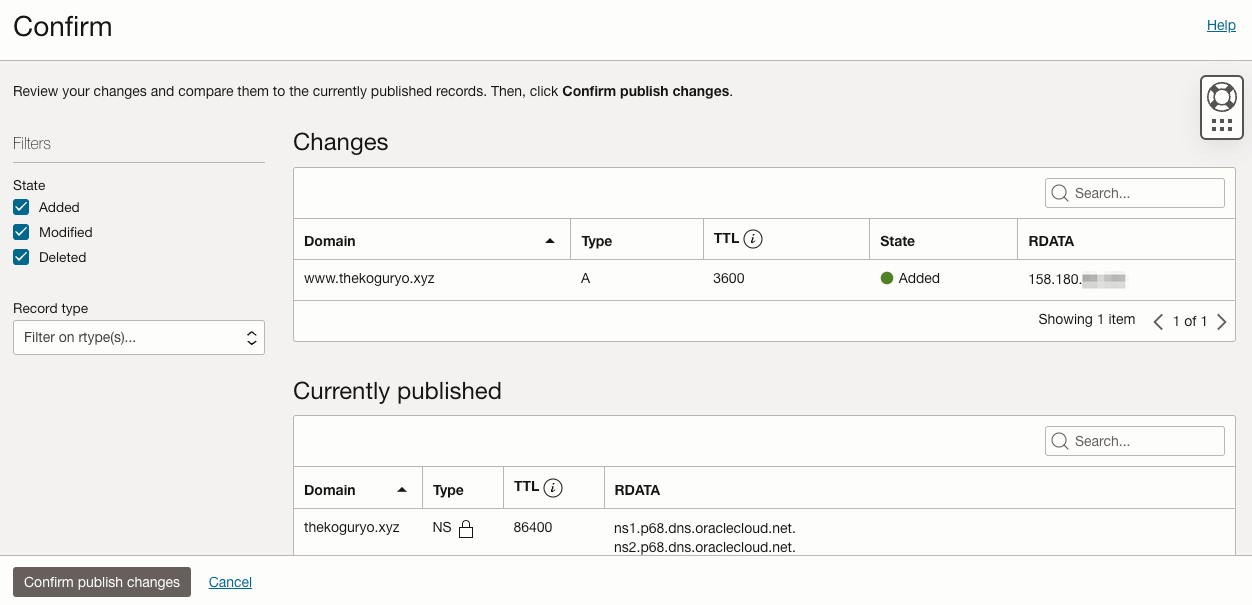 Confirm
Help
Review your changes and compare them to the currently published records. Then, click Confirm publish changes.
Filters
State
Added
Modified
Deleted
Record type
Filter on rtype(s)...
Changes
Search...
Domain Type TTL i State RDATA
www.thekoguryo.xyz A 3600 Added 158.180.
Showing 1 item 1 of 1
Currently published
Search...
Domain Type TTL i RDATA
thekoguryo.xyz NS 86400 ns1.p68.dns.oraclecloud.net.
ns2.p68.dns.oraclecloud.net.
Confirm publish changes Cancel